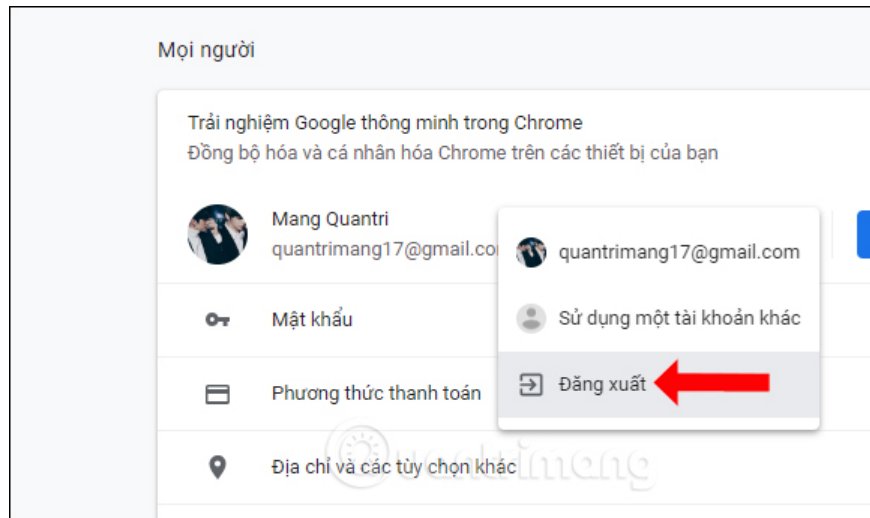 Mọi người
Trải nghiệm Google thông minh trong Chrome
Đồng bộ hóa và cá nhân hóa Chrome trên các thiết bị của bạn
Mang Quantri
quantrimang17@gmail.co
quantrimang17@gmail.com
Sử dụng một tài khoản khác
Đăng xuất
Mật khẩu
Phương thức thanh toán
Địa chỉ và các tùy chọn khác
Quantrimang